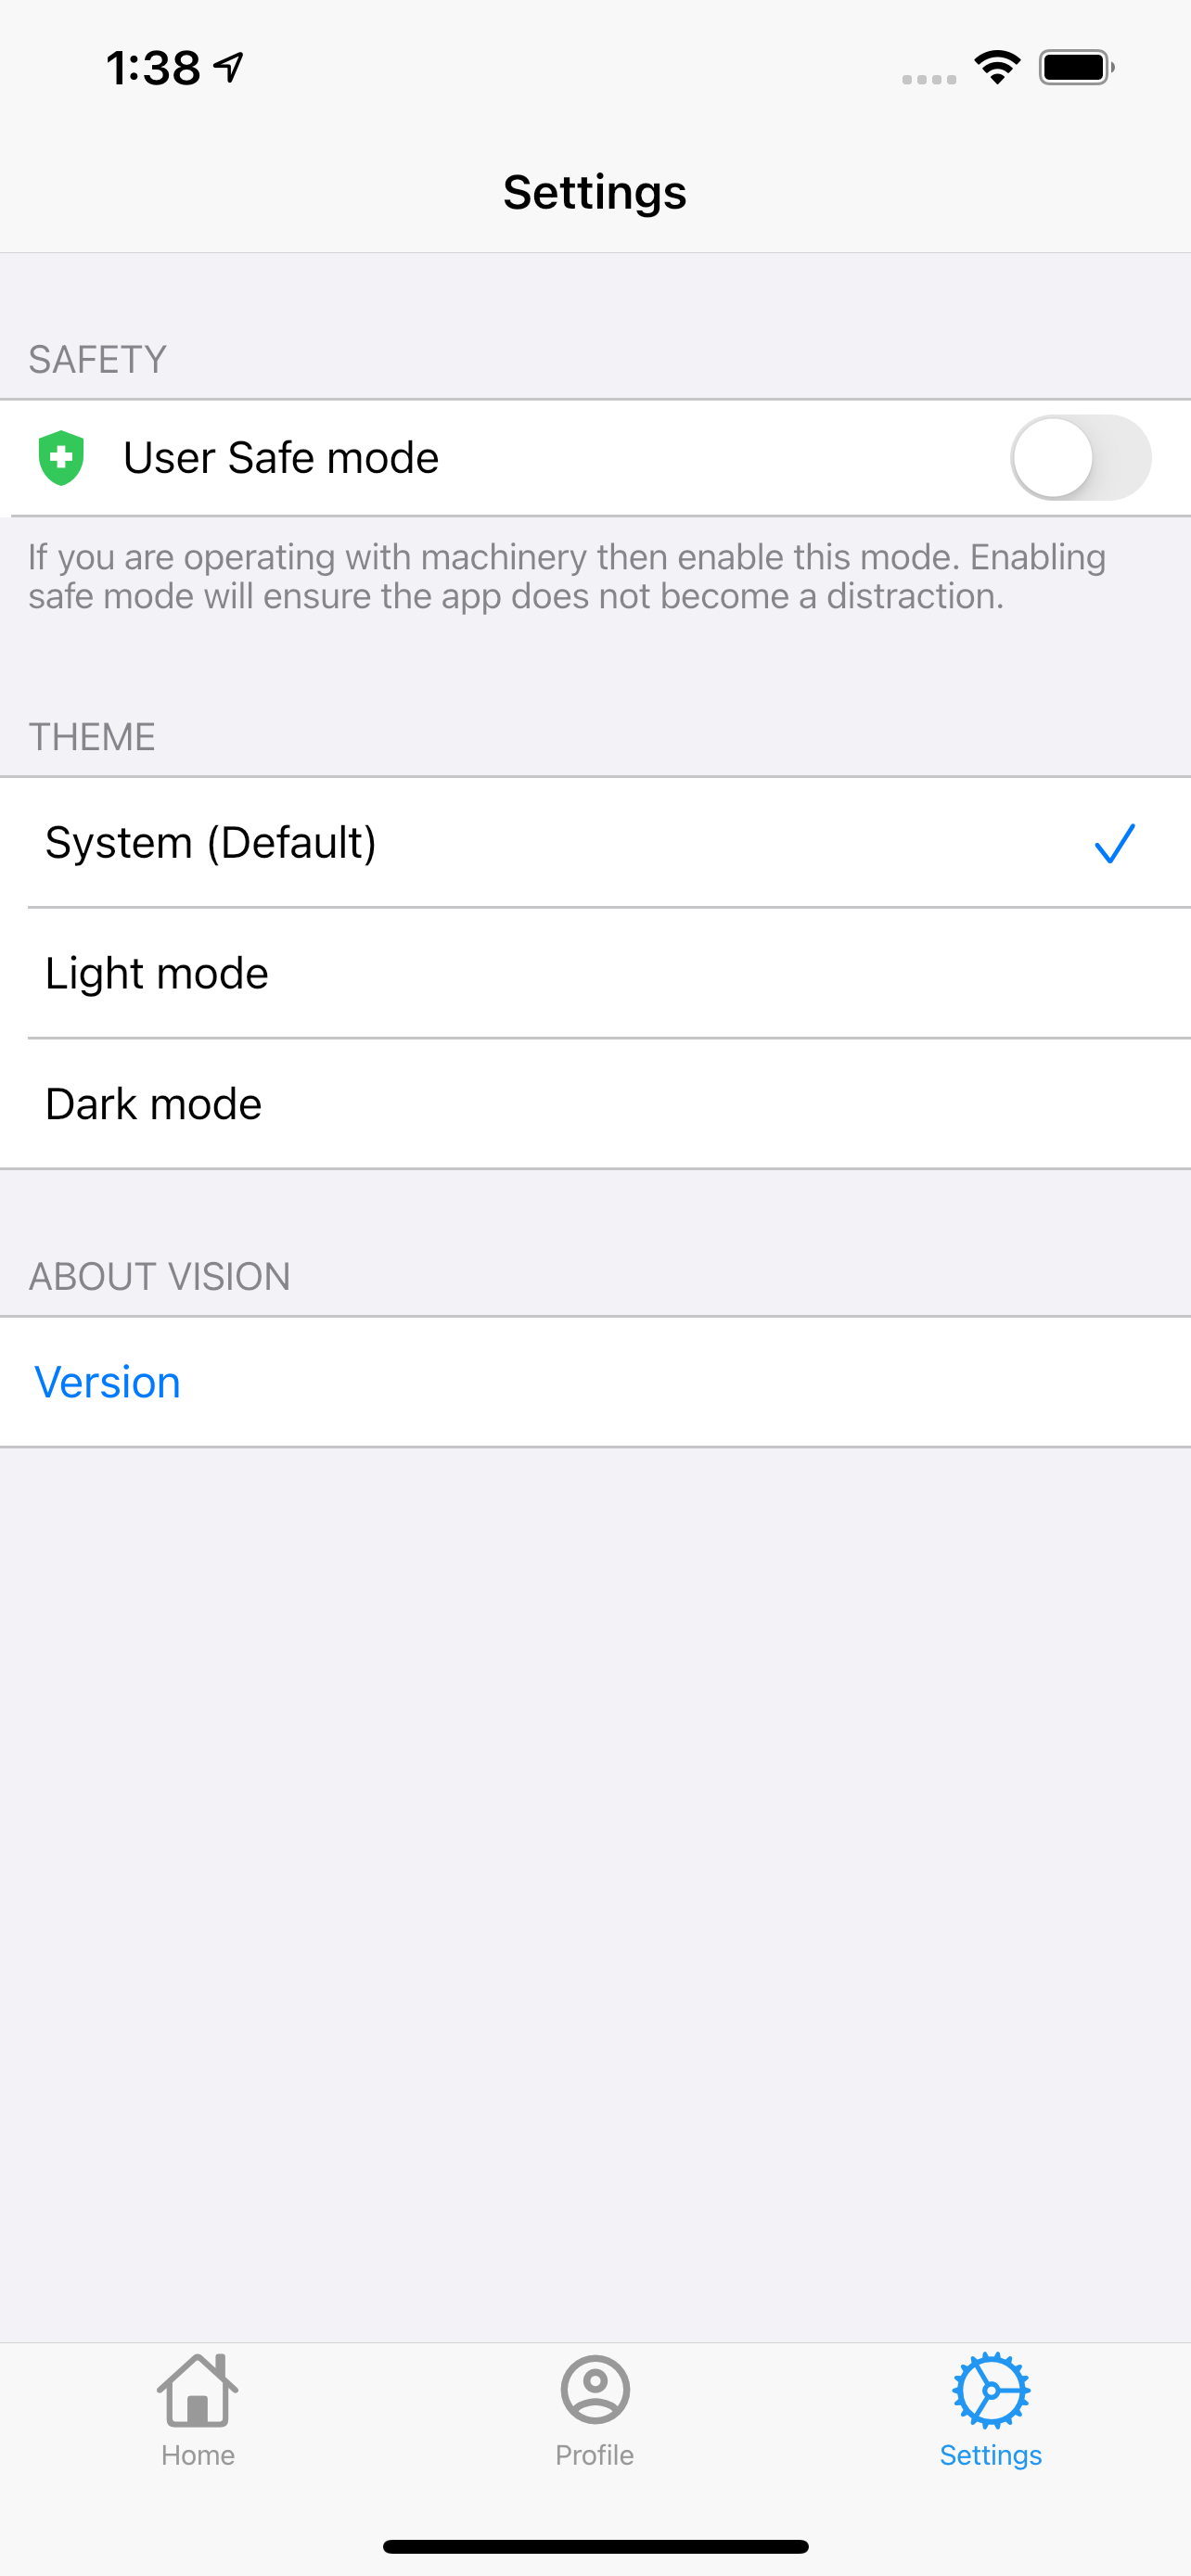 1:38
Settings
SAFETY
User Safe mode
If you are operating with machinery then enable this mode. Enabling
safe mode will ensure the app does not become a distraction.
THEME
System (Default)
Light mode
Dark mode
ABOUT VISION
Version
Home
Profile
Settings